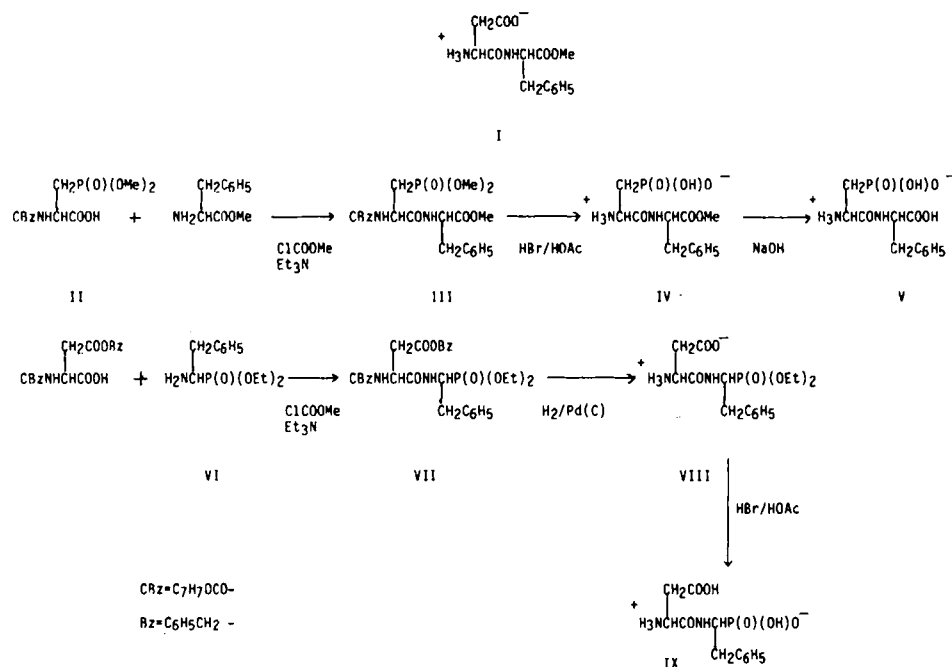 CH2COO−
+
H3NCHCONHCHCOOMe
CH2C6H5
I
CH2P(O)(OMe)2 CH2C6H5 CH2P(O)(OMe)2 CH2P(O)(OH)O− CH2P(O)(OH)O−
CBzNHCHCOOH + NH2CHCOOMe CBzNHCHCONHCHCOOMe +H3NCHCONHCHCOOMe +H3NCHCONHCHCOOH
ClCOOMe CH2C6H5 HBr/HOAc CH2C6H5 NaOH CH2C6H5
Et3N
II III IV V
CH2COOBz CH2C6H5 CH2COOBz CH2COO−
CBzNHCHCOOH + H2NCHP(O)(OEt)2 CBzNHCHCONHCHP(O)(OEt)2 +H3NCHCONHCHP(O)(OEt)2
ClCOOMe CH2C6H5 H2/Pd(C) CH2C6H5
Et3N
VI VII VIII
HBr/HOAc
CBz=C7H7OCO-
CH2COOH
Bz=C6H5CH2 -
+H3NCHCONHCHP(O)(OH)O−
CH2C6H5
IX